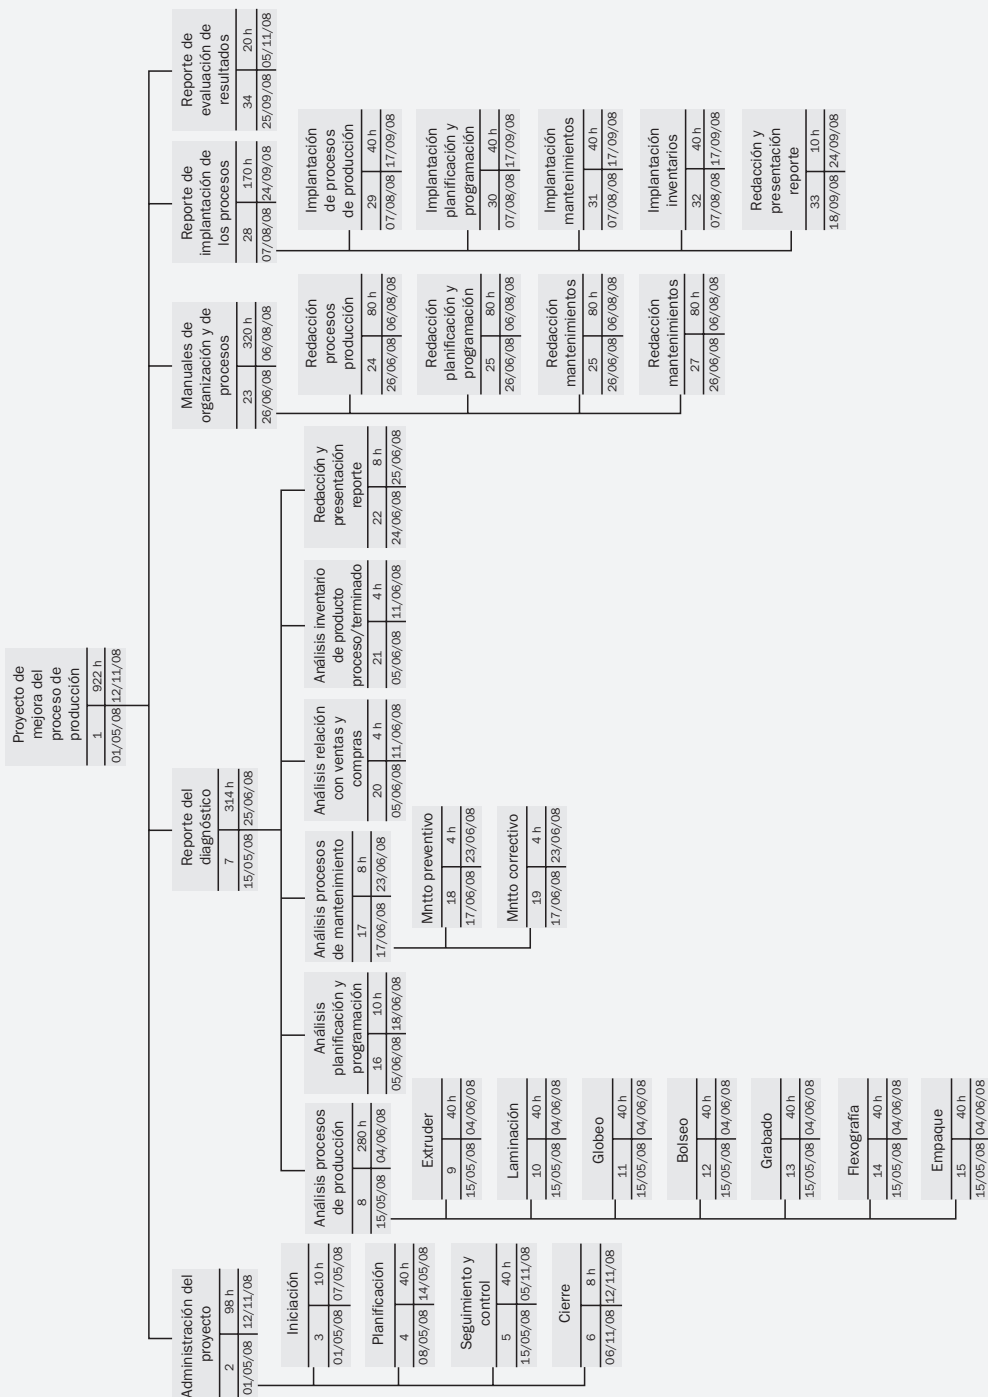 Proyecto de
mejora del
proceso de
producción
1 922 h
01/05/08 12/11/08
Administración del
proyecto
2 98 h
01/05/08 12/11/08
Iniciación
3 10 h
01/05/08 07/05/08
Planificación
4 40 h
08/05/08 14/05/08
Seguimiento y
control
5 40 h
15/05/08 05/11/08
Cierre
6 8 h
06/11/08 12/11/08
Reporte del
diagnóstico
7 314 h
15/05/08 25/06/08
Análisis procesos
de producción
8 280 h
15/05/08 04/06/08
Extruder
9 40 h
15/05/08 04/06/08
Laminación
10 40 h
15/05/08 04/06/08
Globeo
11 40 h
15/05/08 04/06/08
Bolseo
12 40 h
15/05/08 04/06/08
Grabado
13 40 h
15/05/08 04/06/08
Flexografía
14 40 h
15/05/08 04/06/08
Empaque
15 40 h
15/05/08 04/06/08
Análisis
planificación y
programación
16 10 h
05/06/08 18/06/08
Análisis procesos
de mantenimiento
17 8 h
17/06/08 23/06/08
Mntto preventivo
18 4 h
17/06/08 23/06/08
Mntto correctivo
19 4 h
17/06/08 23/06/08
Análisis relación
con ventas y
compras
20 4 h
05/06/08 11/06/08
Análisis inventario
de producto
proceso/terminado
21 4 h
05/06/08 11/06/08
Redacción y
presentación
reporte
22 8 h
24/06/08 25/06/08
Manuales de
organización y de
procesos
23 320 h
26/06/08 06/08/08
Redacción
procesos
producción
24 80 h
26/06/08 06/08/08
Redacción
planificación y
programación
25 80 h
26/06/08 06/08/08
Redacción
mantenimientos
25 80 h
26/06/08 06/08/08
Redacción
mantenimientos
27 80 h
26/06/08 06/08/08
Reporte de
implantación de
los procesos
28 170 h
07/08/08 24/09/08
Implantación
de procesos
de producción
29 40 h
07/08/08 17/09/08
Implantación
planificación y
programación
30 40 h
07/08/08 17/09/08
Implantación
mantenimientos
31 40 h
07/08/08 17/09/08
Implantación
inventarios
32 40 h
07/08/08 17/09/08
Redacción y
presentación
reporte
33 10 h
18/09/08 24/09/08
Reporte de
evaluación de
resultados
34 20 h
25/09/08 05/11/08